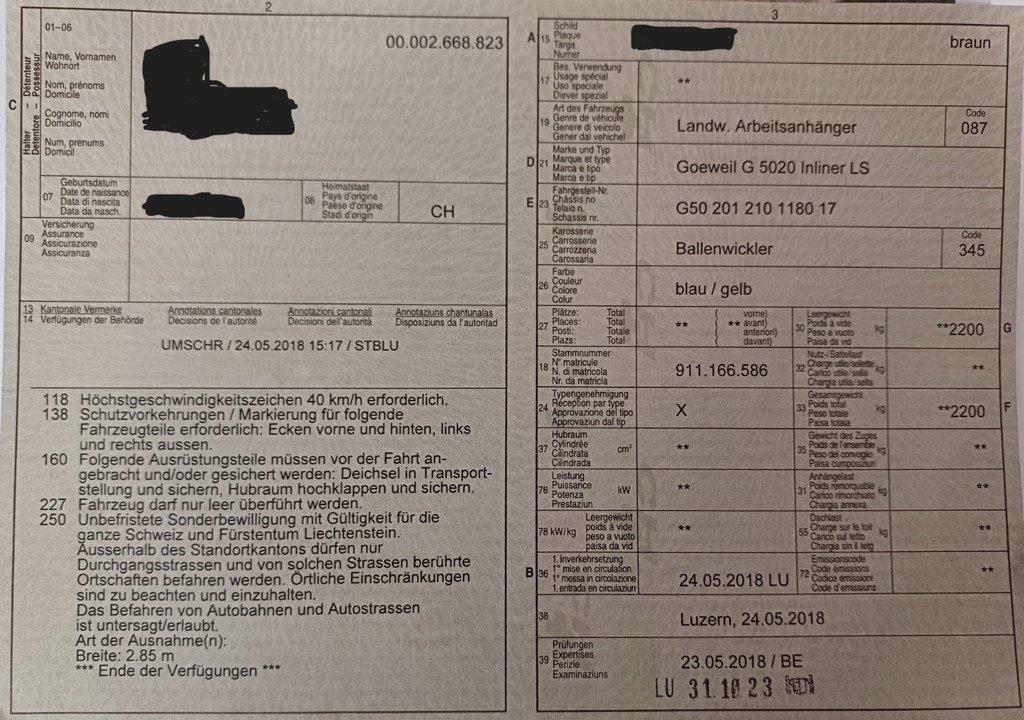 2
01–06
Name, Vornamen
Wohnort
Nom, prénoms
Domicile
Cognome, nomi
Domicilio
Num, prenums
Domicil
C
Halter – Détenteur
Detentore – Possessur
00.002.668.823
07
Geburtsdatum
Date de naissance
Data di nascita
Data da nasch.
08
Heimatstaat
Pays d'origine
Paese d'origine
Stadi d'origin
CH
09
Versicherung
Assurance
Assicurazione
Assicuranza
13 Kantonale Vermerke Annotations cantonales Annotazioni cantonali Annotaziuns chantunalas
14 Verfügungen der Behörde Décisions de l'autorité Decisioni dell'autorità Disposiziuns da l'autoritad
UMSCHR / 24.05.2018 15:17 / STBLU
118 Höchstgeschwindigkeitszeichen 40 km/h erforderlich.
138 Schutzvorkehrungen / Markierung für folgende
Fahrzeugteile erforderlich: Ecken vorne und hinten, links
und rechts aussen.
160 Folgende Ausrüstungsteile müssen vor der Fahrt an-
gebracht und/oder gesichert werden: Deichsel in Transport-
stellung und sichern, Hubraum hochklappen und sichern.
227 Fahrzeug darf nur leer überführt werden.
250 Unbefristete Sonderbewilligung mit Gültigkeit für die
ganze Schweiz und Fürstentum Liechtenstein.
Ausserhalb des Standortkantons dürfen nur
Durchgangsstrassen und von solchen Strassen berührte
Ortschaften befahren werden. Örtliche Einschränkungen
sind zu beachten und einzuhalten.
Das Befahren von Autobahnen und Autostrassen
ist untersagt/erlaubt.
Art der Ausnahme(n):
Breite: 2.85 m
*** Ende der Verfügungen ***
3
A 15
Schild
Plaque
Targa
Numer
braun
17
Bes. Verwendung
Usage spécial
Uso speciale
Diever spezial
**
19
Art des Fahrzeugs
Genre de véhicule
Genere di veicolo
Gener dal vehichel
Landw. Arbeitsanhänger
Code
087
D 21
Marke und Typ
Marque et type
Marca e tipo
Marca e tip
Goeweil G 5020 Inliner LS
E 23
Fahrgestell-Nr.
Châssis no
Telaio n.
Schassis nr.
G50 201 210 1180 17
25
Karosserie
Carrosserie
Carrozzeria
Carossaria
Ballenwickler
Code
345
26
Farbe
Couleur
Colore
Colur
blau / gelb
27
Plätze: Total
Places: Total
Posti: Totale
Plazs: Totale
**
( vorne)
( ** avant)
( anteriori)
( davant)
30
Leergewicht
Poids à vide
Peso a vuoto
Paisa da vid
kg
**2200
G
18
Stammnummer
N° matricule
N. di matricola
Nr. da matricla
911.166.586
32
Nutz-/Sattellast
Charge utile/sellette
Carico utile/sella
Chargia utila/sella
kg
**
24
Typengenehmigung
Réception par type
Approvazione del tipo
Approvaziun dal tip
X
33
Gesamtgewicht
Poids total
Peso totale
Paisa totala
kg
**2200
F
37
Hubraum
Cylindrée
Cilindrata
Cilindrada
cm³
**
35
Gewicht des Zuges
Poids de l'ensemble
Peso del convoglio
Paisa cumposiziun
kg
**
76
Leistung
Puissance
Potenza
Prestaziun
kW
**
31
Anhängelast
Poids remorquable
Carico rimorchiato
Chargia annexa
kg
**
78 kW/kg
Leergewicht
poids à vide
peso a vuoto
paisa da vid
**
55
Dachlast
Charge sur le toit
Carico sul tetto
Chargia sin il tetg
kg
**
B 36
1. Inverkehrsetzung
1re mise en circulation
1a messa in circolazione
1. entrada en circulaziun
24.05.2018 LU
72
Emissionscode
Code émissions
Codice emissioni
Code d'emissiuns
**
38
Luzern, 24.05.2018
39
Prüfungen
Expertises
Perizie
Examinaziuns
23.05.2018 / BE
LU 31.10 23